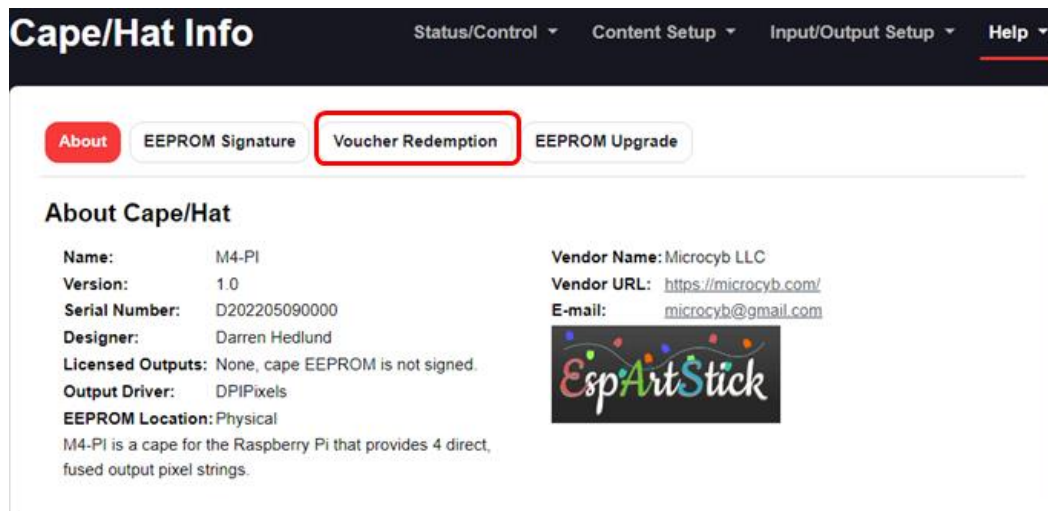 Cape/Hat Info
Status/Control
Content Setup
Input/Output Setup
Help
About
EEPROM Signature
Voucher Redemption
EEPROM Upgrade
About Cape/Hat
Name: M4-PI
Version: 1.0
Serial Number: D202205090000
Designer: Darren Hedlund
Licensed Outputs: None, cape EEPROM is not signed.
Output Driver: DPIPixels
EEPROM Location: Physical
M4-PI is a cape for the Raspberry Pi that provides 4 direct,
fused output pixel strings.
Vendor Name: Microcyb LLC
Vendor URL: https://microcyb.com/
E-mail: microcyb@gmail.com
EspArtStick